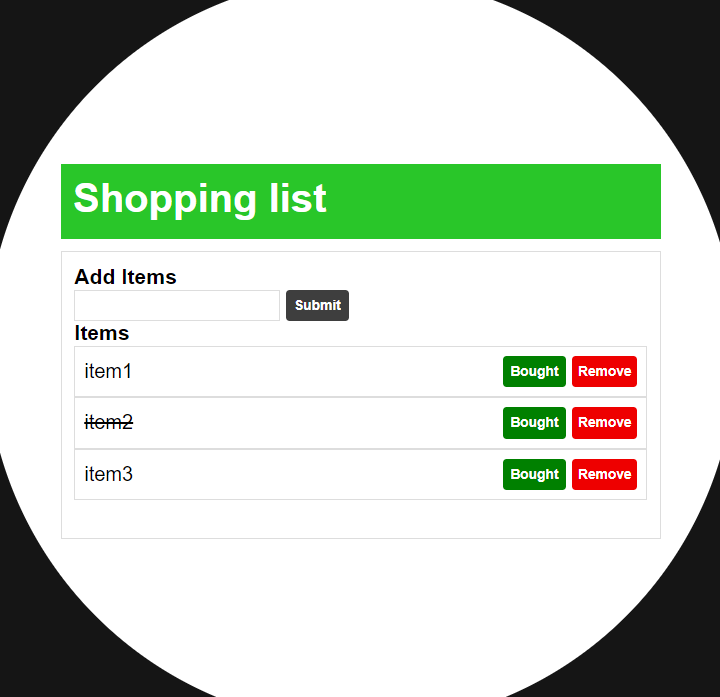 Shopping list
Add Items
Submit
Items
item1 Bought Remove
item2 Bought Remove
item3 Bought Remove